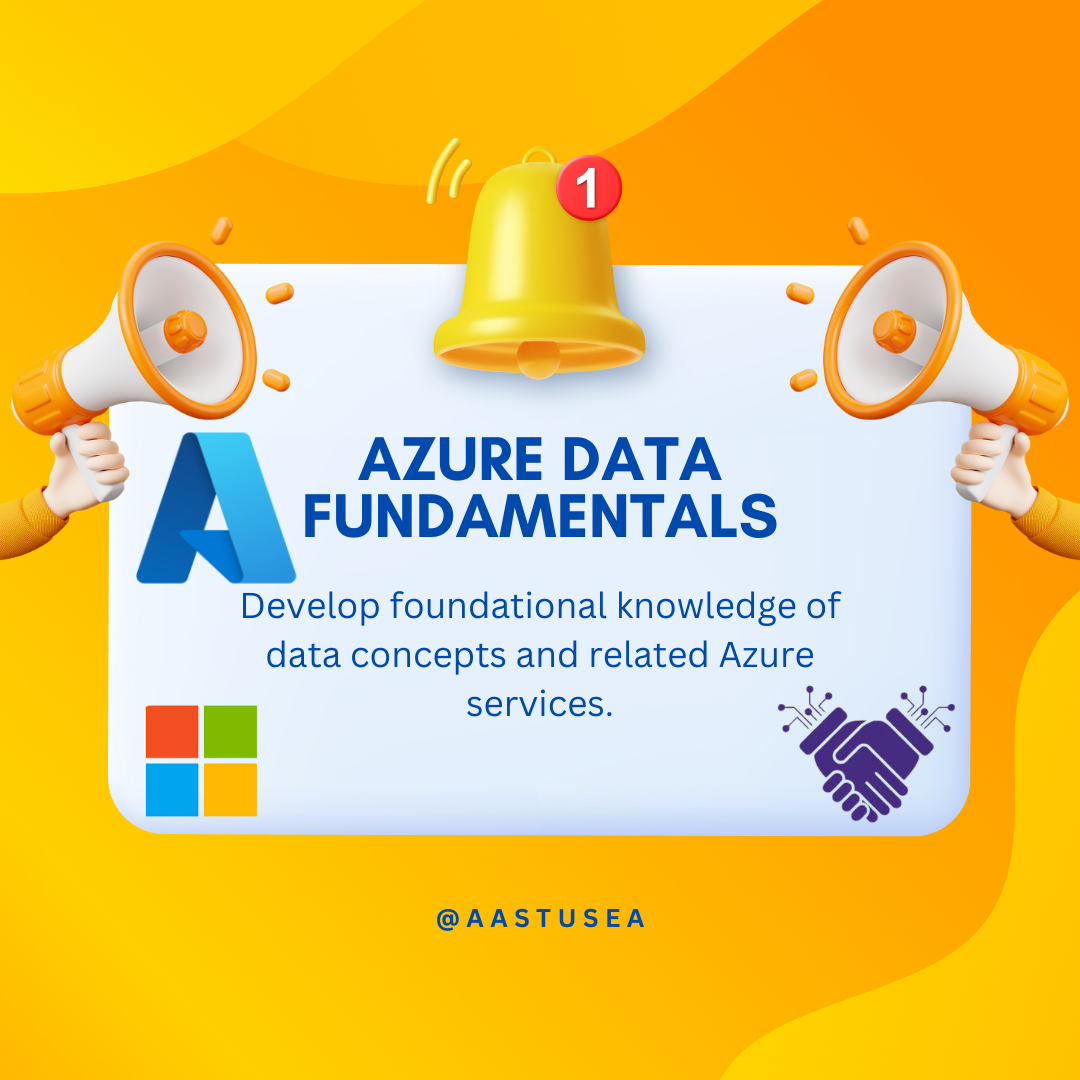 1
AZURE DATA
FUNDAMENTALS
Develop foundational knowledge of
data concepts and related Azure
services.
@AASTUSEA